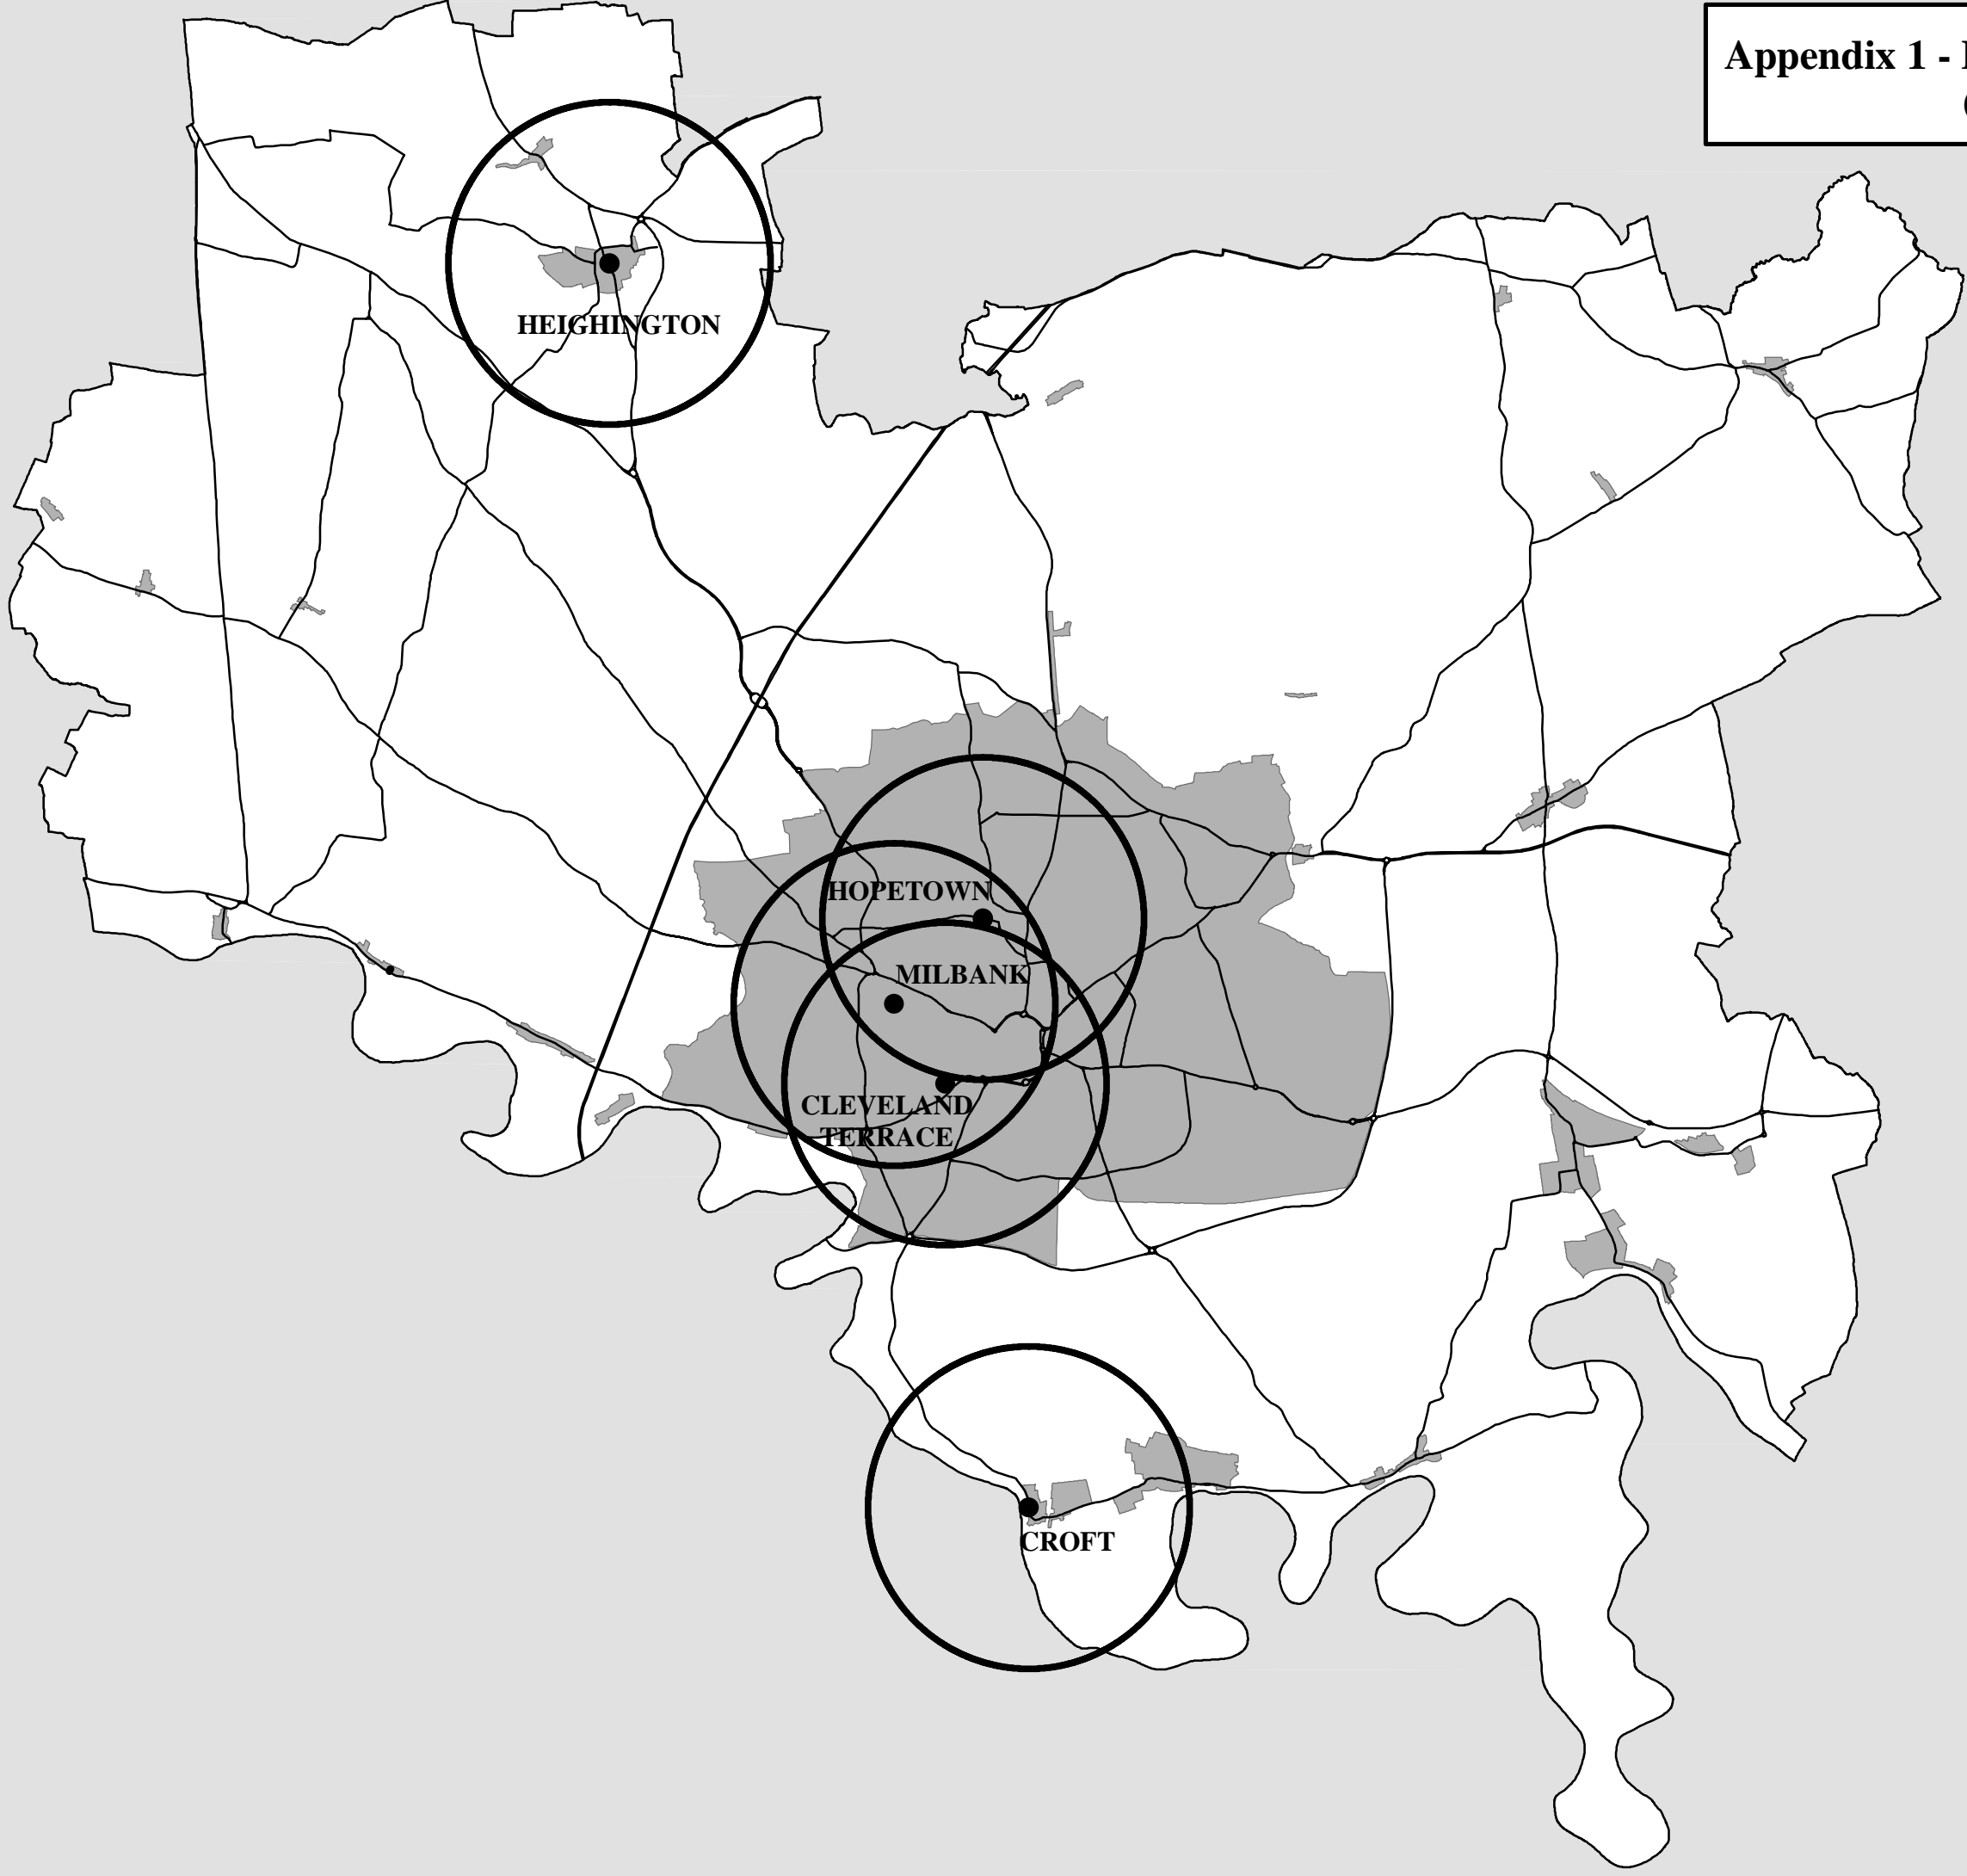 Appendix 1 -
HEIGHINGTON
HOPETOWN
MILBANK
CLEVELAND
TERRACE
CROFT